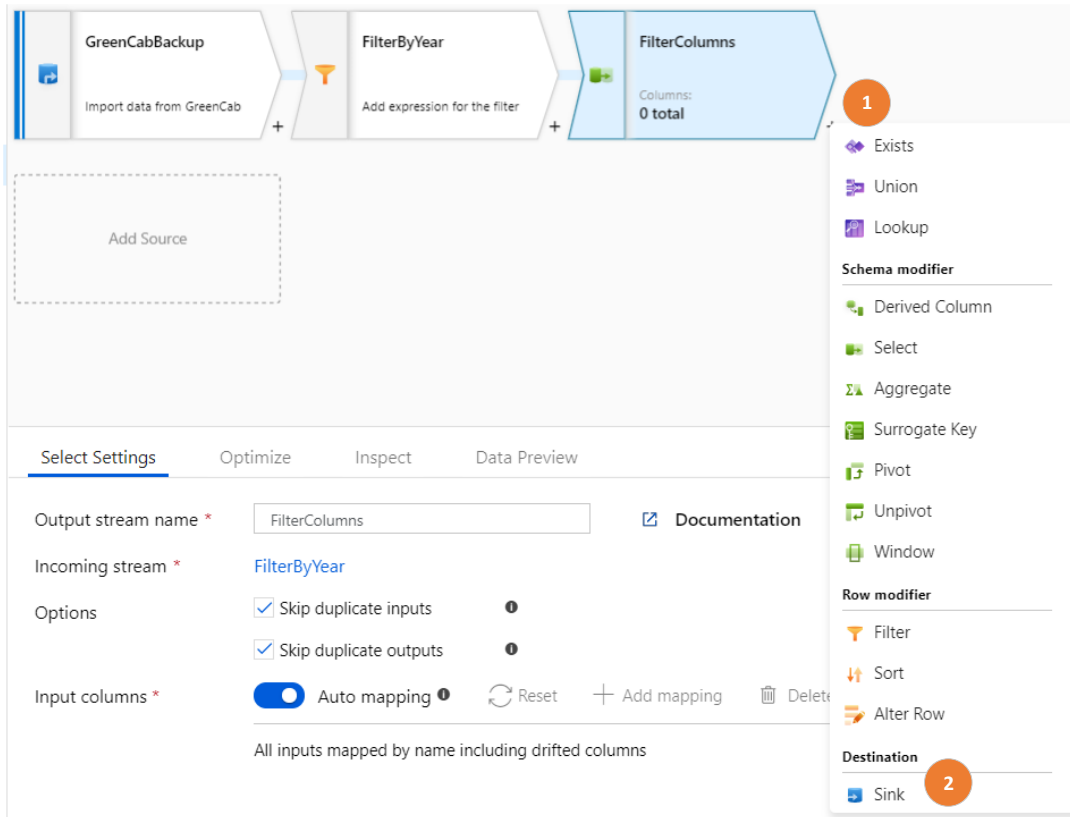 GreenCabBackup
Import data from GreenCab
+
FilterByYear
Add expression for the filter
+
FilterColumns
Columns:
0 total
1
Add Source
Exists
Union
Lookup
Schema modifier
Derived Column
Select
Aggregate
Surrogate Key
Pivot
Unpivot
Window
Row modifier
Filter
Sort
Alter Row
Destination
Sink
2
Select Settings Optimize Inspect Data Preview
Output stream name * FilterColumns Documentation
Incoming stream * FilterByYear
Options Skip duplicate inputs
Skip duplicate outputs
Input columns * Auto mapping Reset + Add mapping Delete
All inputs mapped by name including drifted columns